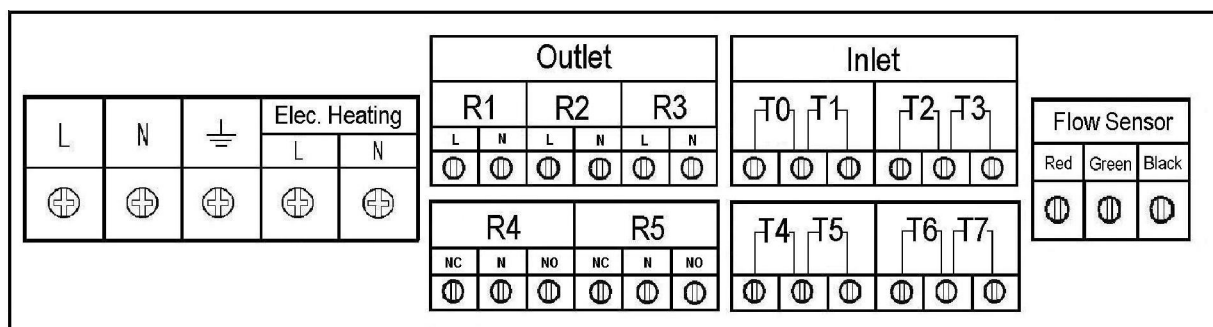 L N Elec. Heating
L N
Outlet
R1 R2 R3
L N L N L N
R4 R5
NC N NO NC N NO
Inlet
T0 T1 T2 T3
T4 T5 T6 T7
Flow Sensor
Red Green Black